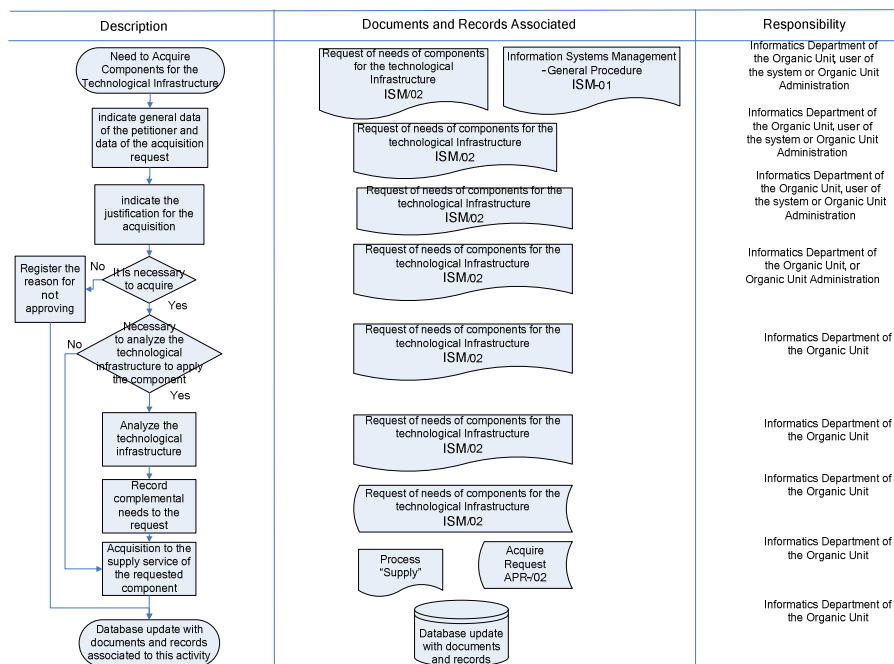 Description
Documents and Records Associated
Responsibility
Need to Acquire
Components for the
Technological Infrastructure
Request of needs of components
for the technological
Infrastructure
ISM/02
Information Systems Management
-General Procedure
ISM-01
Informatics Department of
the Organic Unit, user of
the system or Organic Unit
Administration
indicate general data
of the petitioner and
data of the acquisition
request
Request of needs of components for the
technological Infrastructure
ISM/02
Informatics Department of
the Organic Unit, user of
the system or Organic Unit
Administration
indicate the
justification for the
acquisition
Request of needs of components for the
technological Infrastructure
ISM/02
Informatics Department of
the Organic Unit, user of
the system or Organic Unit
Administration
Register the
reason for
not
approving
No
It is necessary
to acquire
Yes
Request of needs of components for the
technological Infrastructure
ISM/02
Informatics Department of
the Organic Unit, or
Organic Unit Administration
No
Necessary
to analyze the
technological
infrastructure to apply
the component
Yes
Request of needs of components for the
technological Infrastructure
ISM/02
Informatics Department of
the Organic Unit
Analyze the
technological
infrastructure
Request of needs of components for the
technological Infrastructure
ISM/02
Informatics Department of
the Organic Unit
Record
complemental
needs to the
request
Request of needs of components for the
technological Infrastructure
ISM/02
Informatics Department of
the Organic Unit
Acquisition to the
supply service of
the requested
component
Process
“Supply”
Acquire
Request
APR-/02
Informatics Department of
the Organic Unit
Database update with
documents and records
associated to this activity
Database update
with documents
and records
Informatics Department of
the Organic Unit